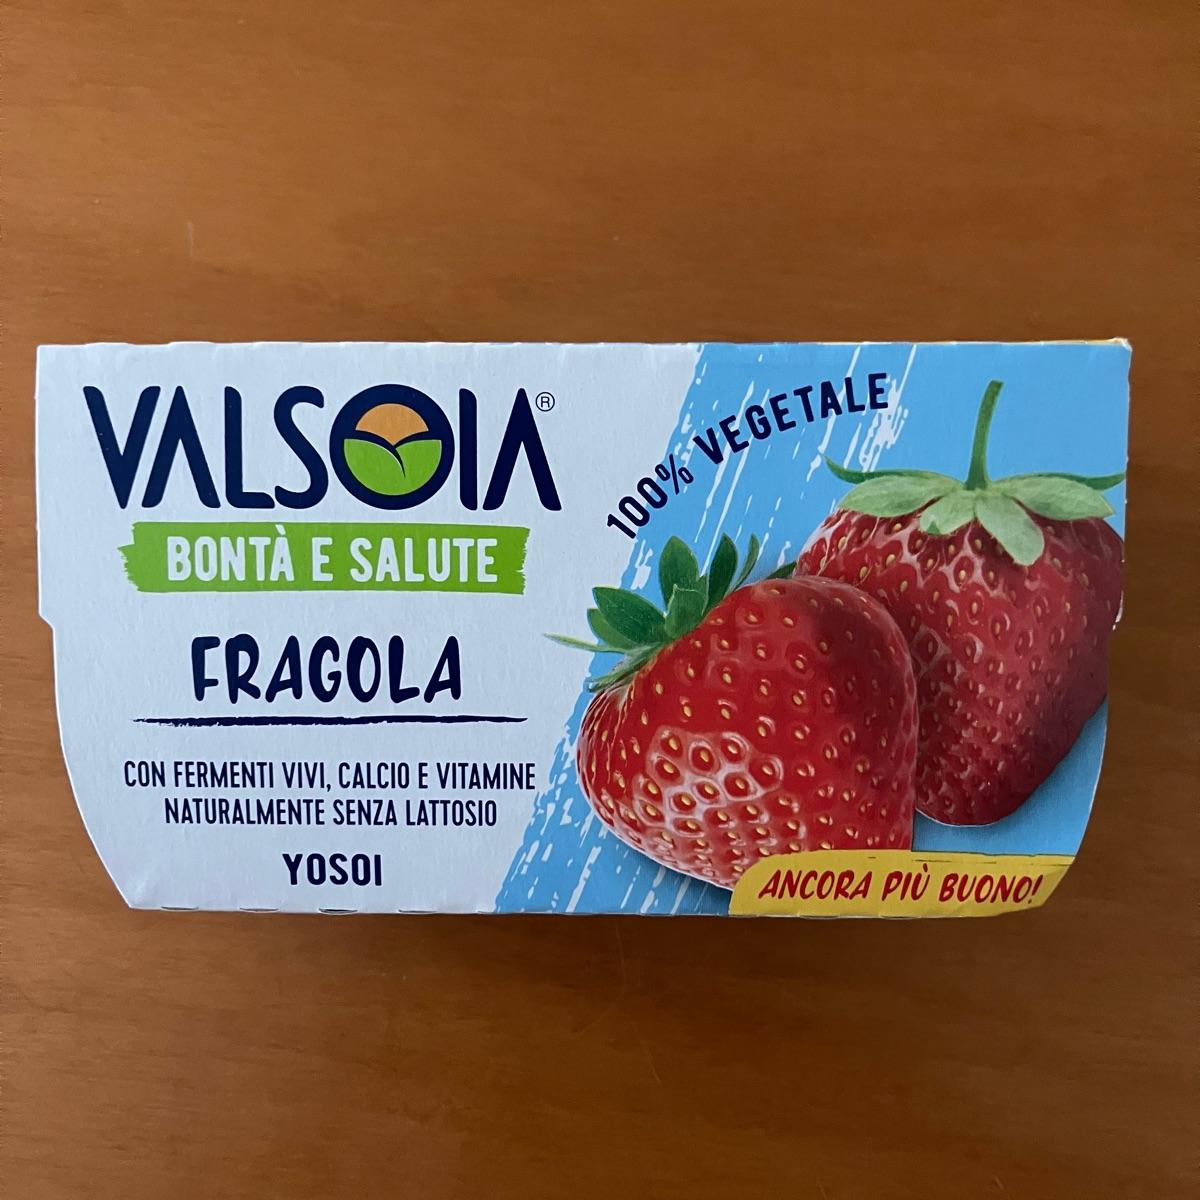 VALSOIA®
BONTÀ E SALUTE
FRAGOLA
CON FERMENTI VIVI, CALCIO E VITAMINE
NATURALMENTE SENZA LATTOSIO
YOSOI
100% VEGETALE
ANCORA PIÙ BUONO!